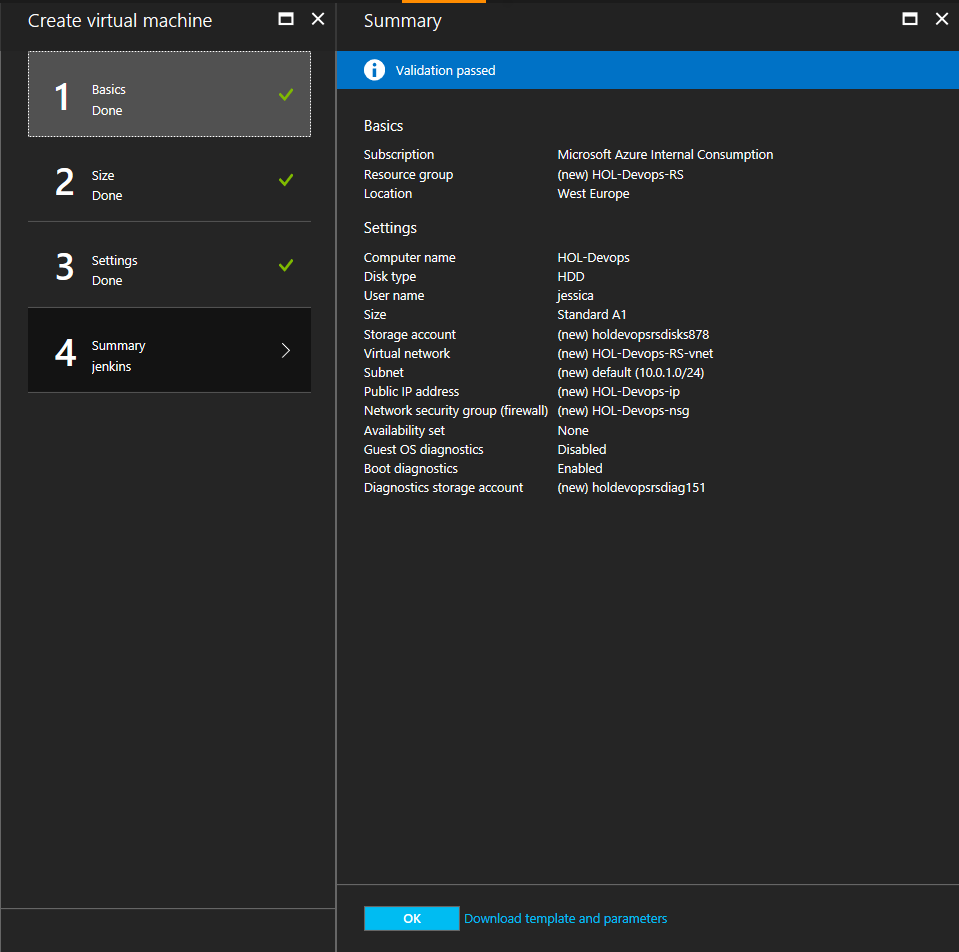 Create virtual machine
1
Basics
Done
2
Size
Done
3
Settings
Done
4
Summary
jenkins
Summary
Validation passed
Basics
Subscription Microsoft Azure Internal Consumption
Resource group (new) HOL-Devops-RS
Location West Europe
Settings
Computer name HOL-Devops
Disk type HDD
User name jessica
Size Standard A1
Storage account (new) holdevopsrsdisks878
Virtual network (new) HOL-Devops-RS-vnet
Subnet (new) default (10.0.1.0/24)
Public IP address (new) HOL-Devops-ip
Network security group (firewall) (new) HOL-Devops-nsg
Availability set None
Guest OS diagnostics Disabled
Boot diagnostics Enabled
Diagnostics storage account (new) holdevopsrsdiag151
OK Download template and parameters